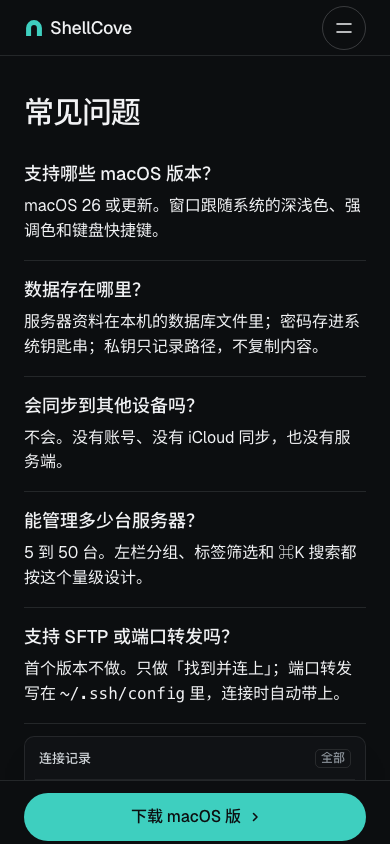 ShellCove
常见问题
支持哪些 macOS 版本？
macOS 26 或更新。窗口跟随系统的深浅色、强
调色和键盘快捷键。
数据存在哪里？
服务器资料在本机的数据库文件里；密码存进系
统钥匙串；私钥只记录路径，不复制内容。
会同步到其他设备吗？
不会。没有账号、没有 iCloud 同步，也没有服
务端。
能管理多少台服务器？
5 到 50 台。左栏分组、标签筛选和 ⌘K 搜索都
按这个量级设计。
支持 SFTP 或端口转发吗？
首个版本不做。只做「找到并连上」；端口转发
写在 ~/.ssh/config 里，连接时自动带上。
连接记录 全部
下载 macOS 版 ›